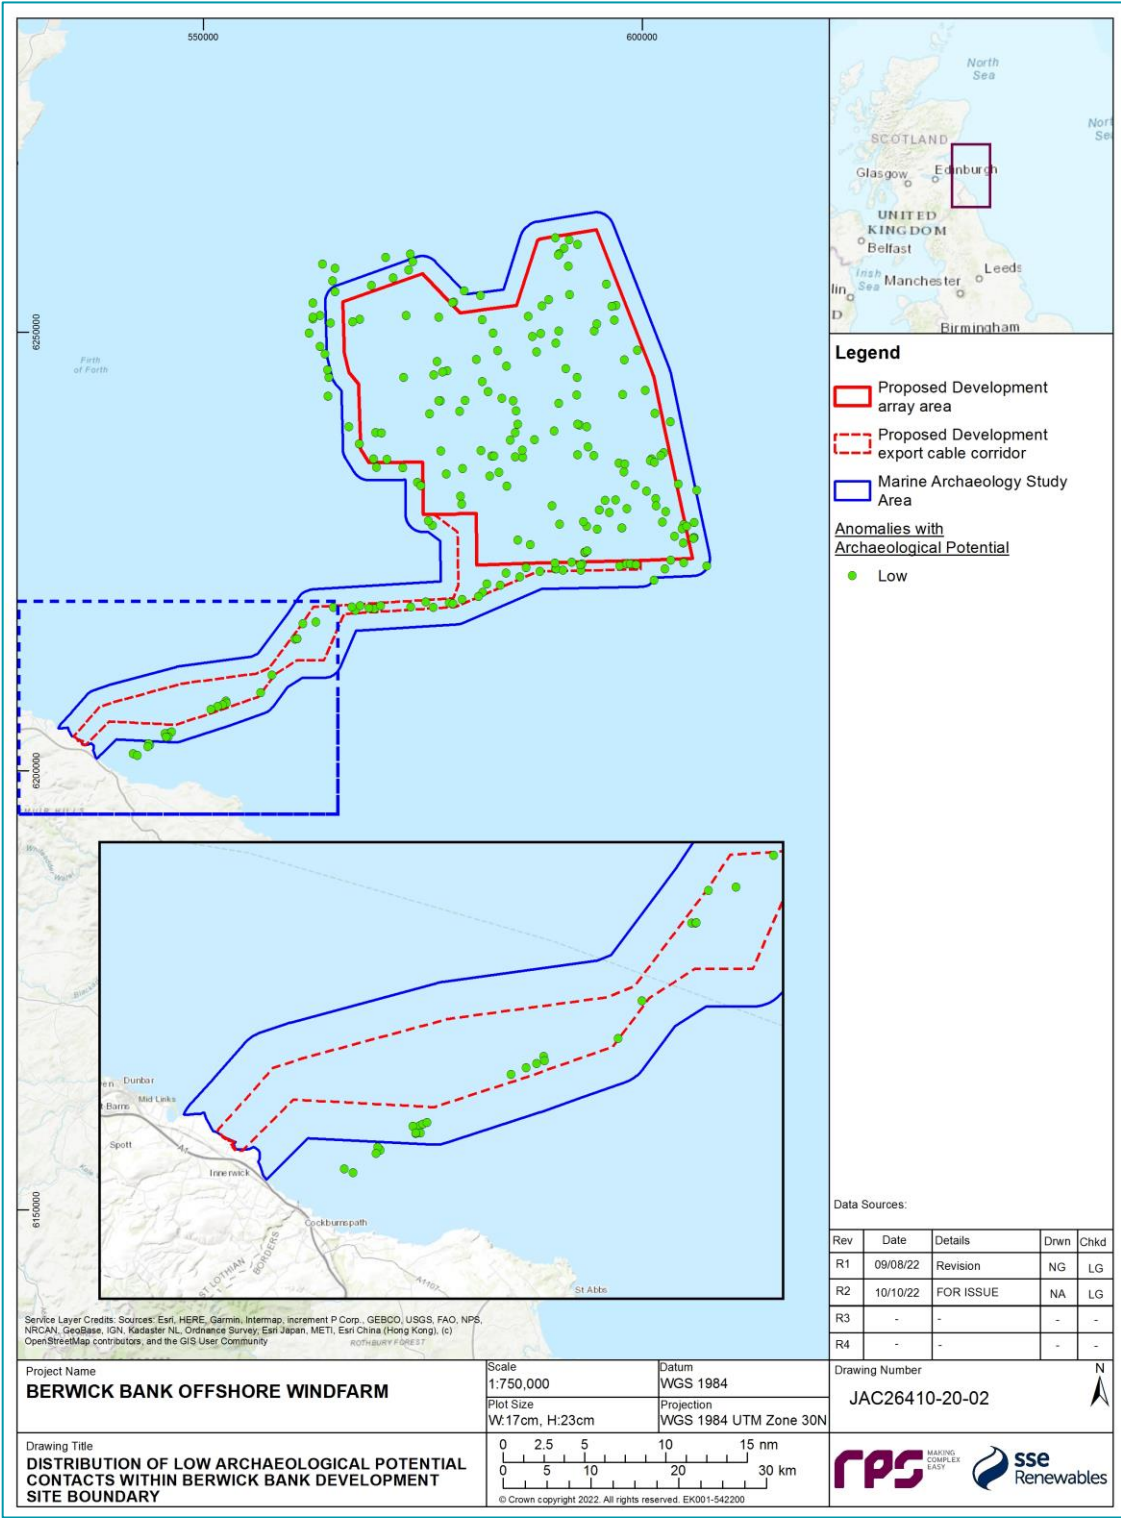 550000
600000
6250000
6200000
6150000
Firth
of Forth
North
Sea
SCOTLAND
Glasgow
Edinburgh
UNITED
KINGDOM
Belfast
Irish
Sea
Manchester
Leeds
Birmingham
Legend
Proposed Development
array area
Proposed Development
export cable corridor
Marine Archaeology Study
Area
Anomalies with
Archaeological Potential
Low
Dunbar
Mid Links
t Barns
Spott
A1
Innerwick
Cockburnspath
ST LOTHIAN
BORDERS
A1107
St Abbs
ROTHBURY FOREST
Service Layer Credits: Sources: Esri, HERE, Garmin, Intermap, increment P Corp., GEBCO, USGS, FAO, NPS,
NRCAN, GeoBase, IGN, Kadaster NL, Ordnance Survey, Esri Japan, METI, Esri China (Hong Kong), (c)
OpenStreetMap contributors, and the GIS User Community
Data Sources:
Rev Date Details Drwn Chkd
R1 09/08/22 Revision NG LG
R2 10/10/22 FOR ISSUE NA LG
R3 - - - -
R4 - - - -
Project Name
BERWICK BANK OFFSHORE WINDFARM
Scale
1:750,000
Datum
WGS 1984
Plot Size
W:17cm, H:23cm
Projection
WGS 1984 UTM Zone 30N
Drawing Number
JAC26410-20-02
N
Drawing Title
DISTRIBUTION OF LOW ARCHAEOLOGICAL POTENTIAL
CONTACTS WITHIN BERWICK BANK DEVELOPMENT
SITE BOUNDARY
0 2.5 5 10 15 nm
0 5 10 20 30 km
© Crown copyright 2022. All rights reserved. EK001-542200
rps
MAKING
COMPLEX
EASY
sse
Renewables